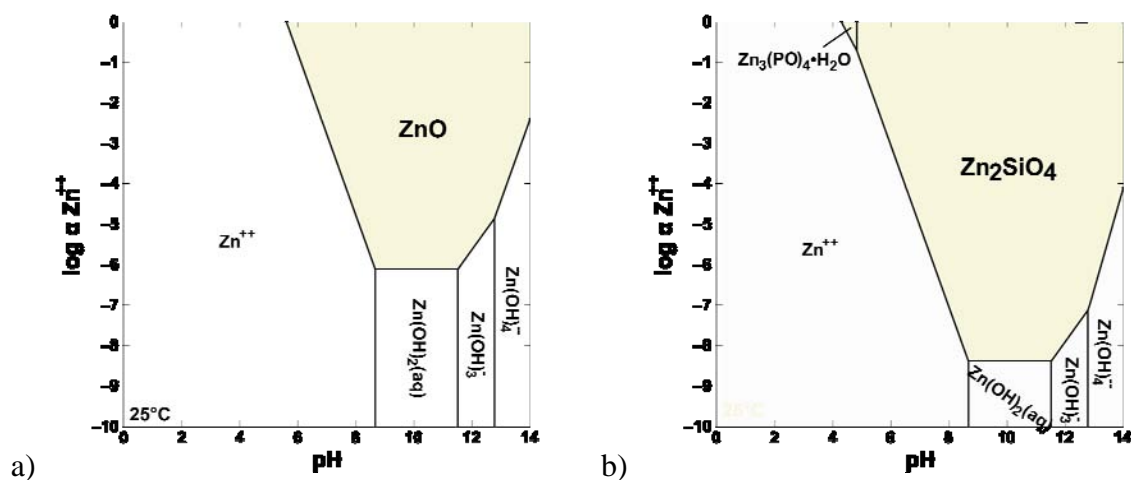 0
−1
−2
−3
−4
−5
−6
−7
−8
−9
−10
log α Zn⁺⁺
ZnO
Zn⁺⁺
Zn(OH)₂(aq)
Zn(OH)₃⁻
Zn(OH)₄⁻⁻
25°C
0 2 4 6 8 10 12 14
pH
a)
0
−1
−2
−3
−4
−5
−6
−7
−8
−9
−10
log α Zn⁺⁺
Zn₃(PO)₄•H₂O
Zn₂SiO₄
Zn⁺⁺
Zn(OH)₂(aq)
Zn(OH)₃⁻
Zn(OH)₄⁻⁻
25°C
0 2 4 6 8 10 12 14
pH
b)